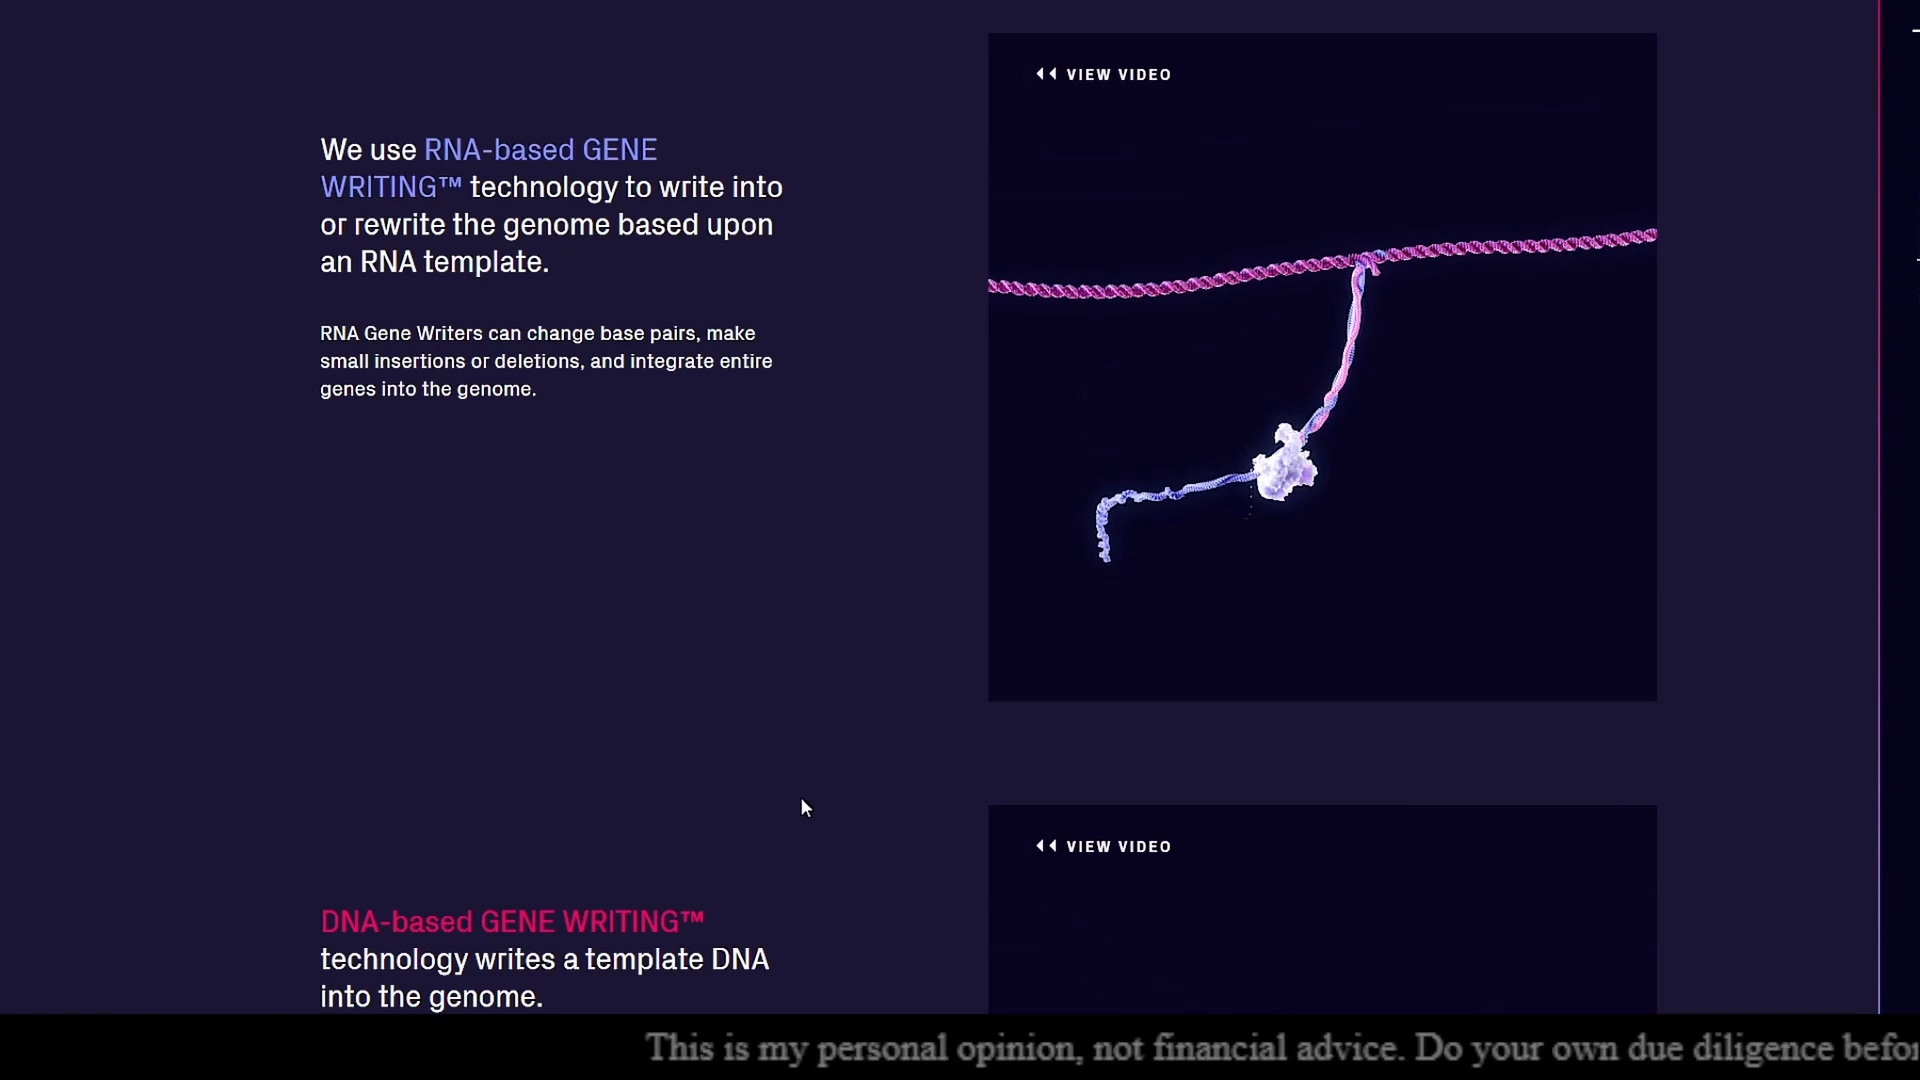 VIEW VIDEO
We use RNA-based GENE
WRITING™ technology to write into
or rewrite the genome based upon
an RNA template.
RNA Gene Writers can change base pairs, make
small insertions or deletions, and integrate entire
genes into the genome.
VIEW VIDEO
DNA-based GENE WRITING™
technology writes a template DNA
into the genome.
This is my personal opinion, not financial advice. Do your own due diligence